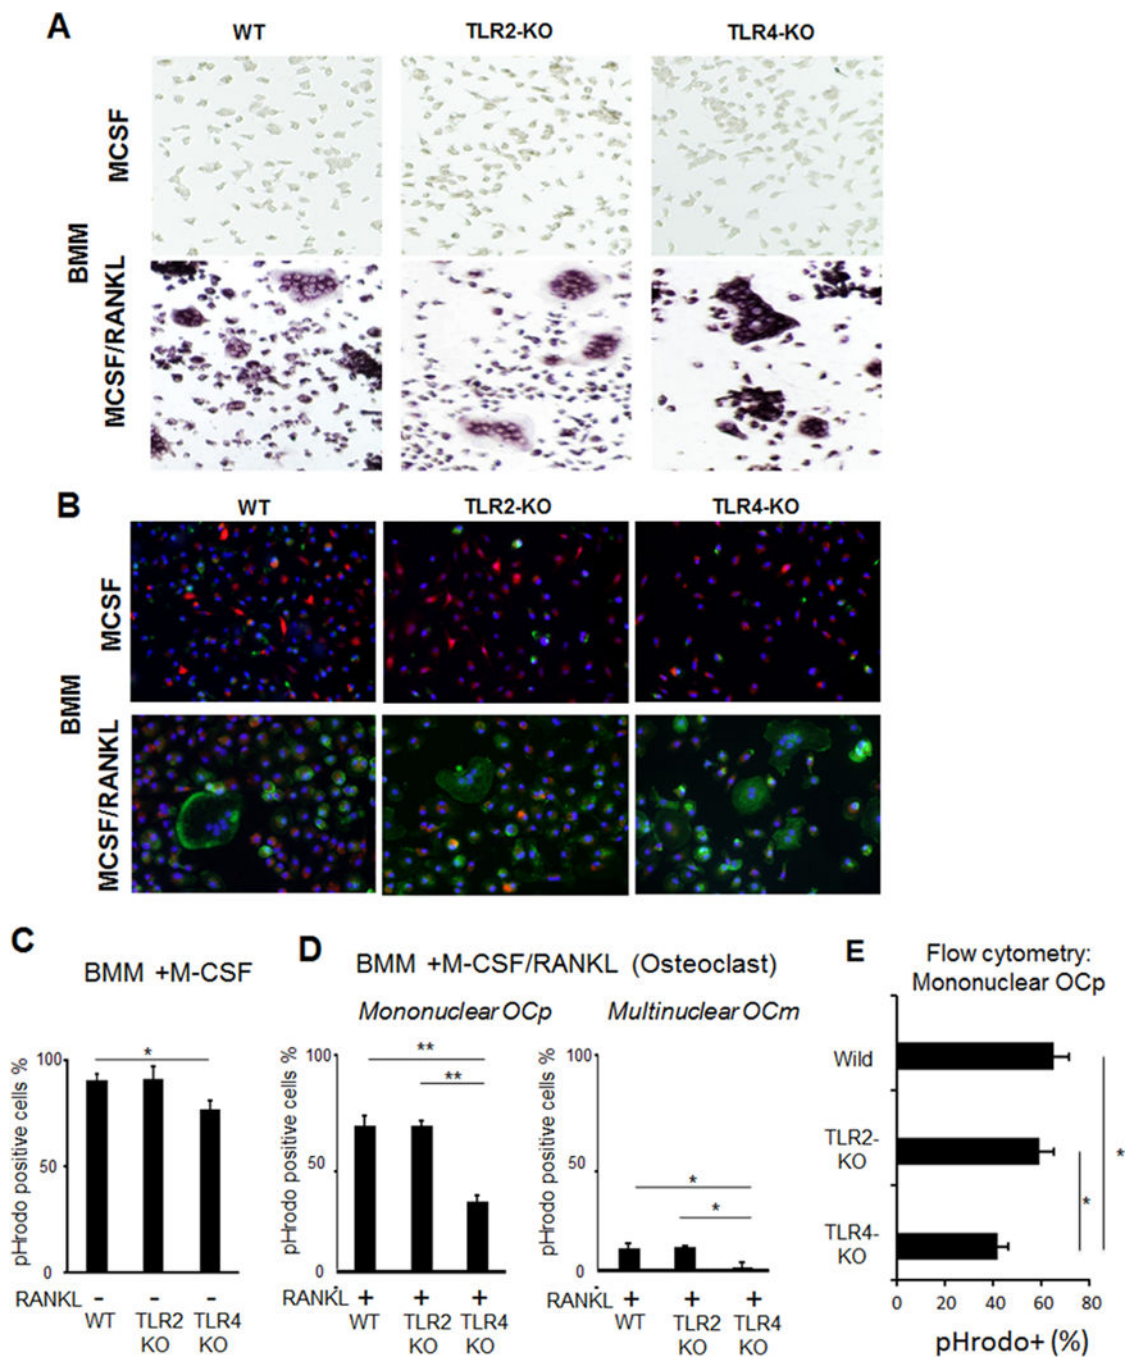 A
WT
TLR2-KO
TLR4-KO
BMM
MCSF
MCSF/RANKL
B
WT
TLR2-KO
TLR4-KO
BMM
MCSF
MCSF/RANKL
C
BMM +M-CSF
pHrodo positive cells %
100
50
0
*
RANKL - - -
WT TLR2 KO TLR4 KO
D
BMM +M-CSF/RANKL (Osteoclast)
Mononuclear OCp
pHrodo positive cells %
100
50
0
**
**
RANKL + + +
WT TLR2 KO TLR4 KO
Multinuclear OCm
pHrodo positive cells %
100
50
0
*
*
RANKL + + +
WT TLR2 KO TLR4 KO
E
Flow cytometry:
Mononuclear OCp
Wild
TLR2-
KO
TLR4-
KO
*
*
0 20 40 60 80
pHrodo+ (%)